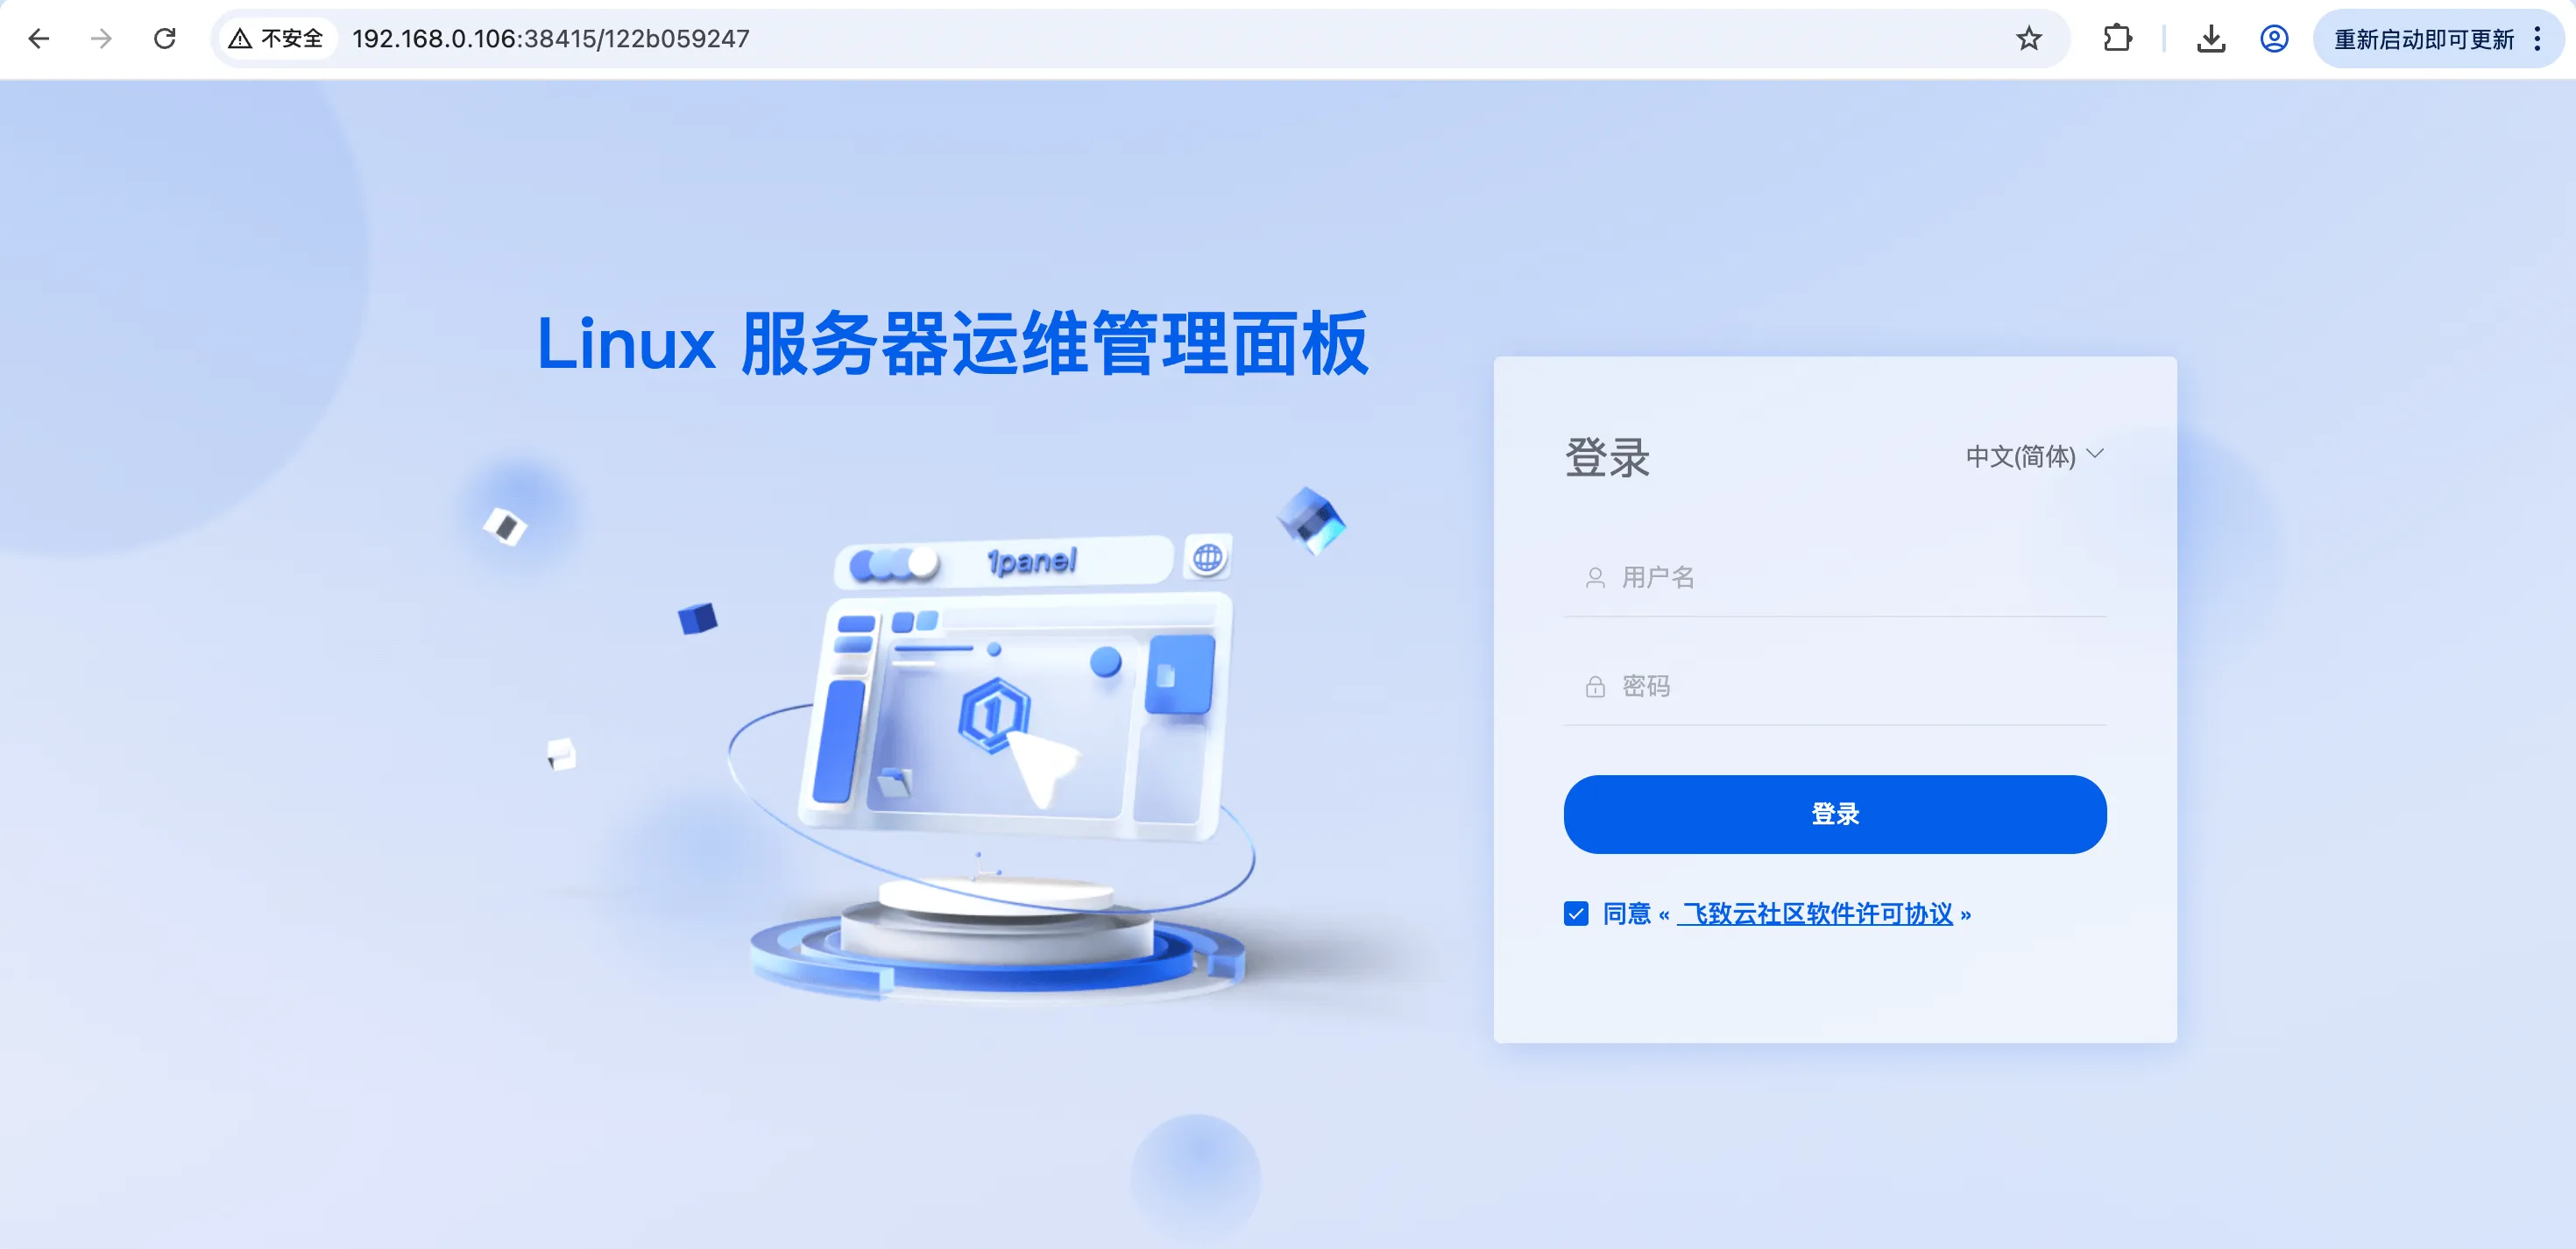 不安全
192.168.0.106:38415/122b059247
重新启动即可更新
Linux 服务器运维管理面板
1panel
1
登录
中文(简体)
用户名
密码
登录
同意 « 飞致云社区软件许可协议 »